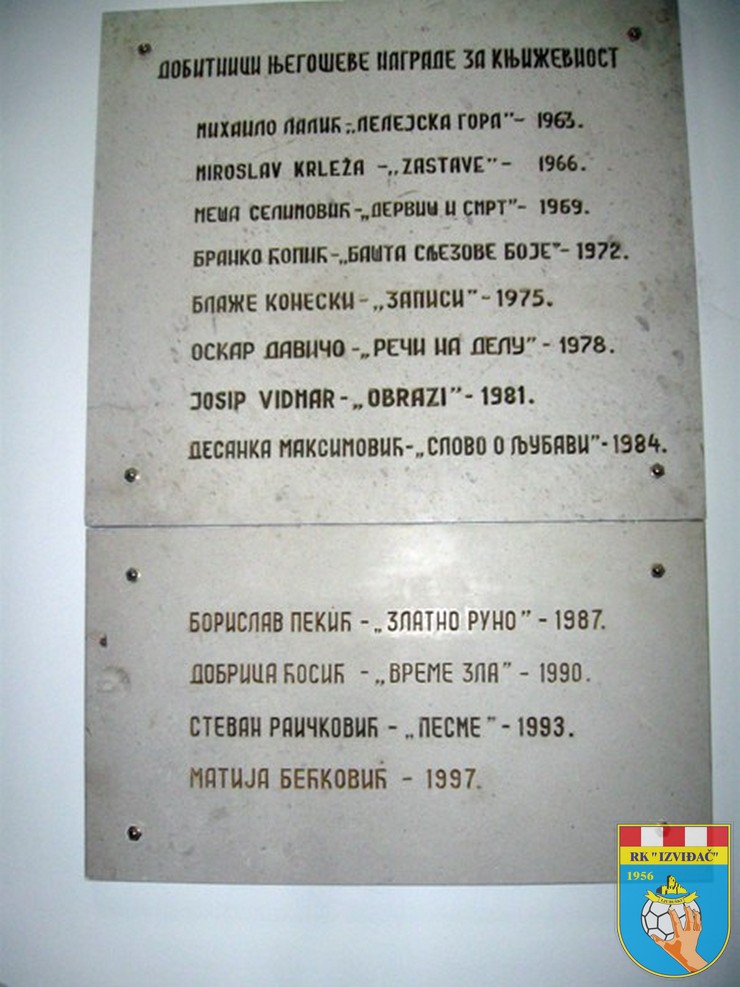 ДОБИТНИЦИ ЊЕГОШЕВЕ НАГРАДЕ ЗА КЊИЖЕВНОСТ
МИХАИЛО ЛАЛИЋ-„ЛЕЛЕЈСКА ГОРА"- 1963.
MIROSLAV KRLEŽA -„ZASTAVE"- 1966.
МЕША СЕЛИМОВИЋ-„ДЕРВИШ И СМРТ"- 1969.
БРАНКО ЋОПИЋ-„БАШТА СЉЕЗОВЕ БОЈЕ"- 1972.
БЛАЖЕ КОНЕСКИ-„ЗАПИСИ"-1975.
ОСКАР ДАВИЧО-„РЕЧИ НА ДЕЛУ"- 1978.
JOSIP VIDMAR-„OBRAZI"-1981.
ДЕСАНКА МАКСИМОВИЋ-„СЛОВО О ЉУБАВИ"-1984.
БОРИСЛАВ ПЕКИЋ -„ЗЛАТНО РУНО"- 1987.
ДОБРИЦА ЋОСИЋ -„ВРЕМЕ ЗЛА"- 1990.
СТЕВАН РАИЧКОВИЋ-„ПЕСМЕ"-1993.
МАТИЈА БЕЋКОВИЋ - 1997.
RK "IZVIĐAČ"
1956
LJUBUŠKI